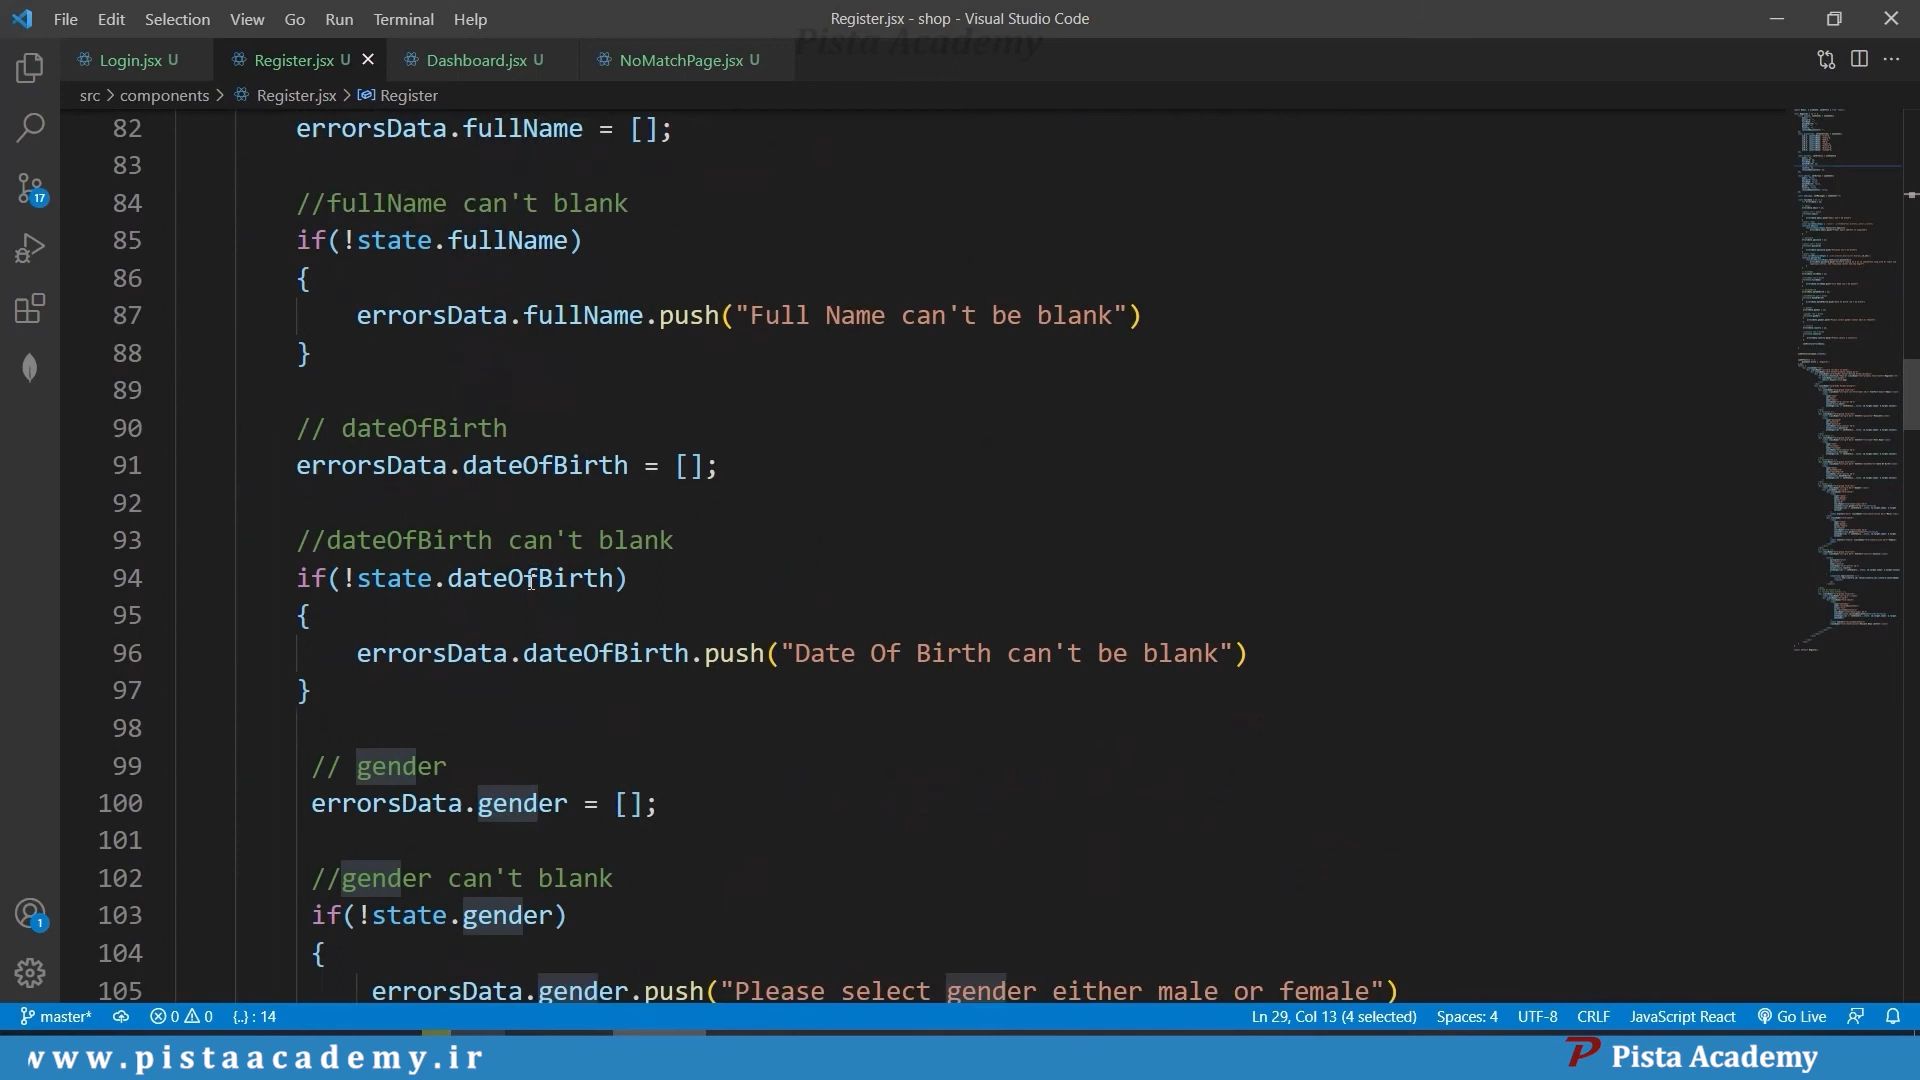 File Edit Selection View Go Run Terminal Help
Register.jsx - shop - Visual Studio Code
Pista Academy
Login.jsx U
Register.jsx U
Dashboard.jsx U
NoMatchPage.jsx U
src > components > Register.jsx > Register
82 errorsData.fullName = [];
83
84 //fullName can't blank
85 if(!state.fullName)
86 {
87 errorsData.fullName.push("Full Name can't be blank")
88 }
89
90 // dateOfBirth
91 errorsData.dateOfBirth = [];
92
93 //dateOfBirth can't blank
94 if(!state.dateOfBirth)
95 {
96 errorsData.dateOfBirth.push("Date Of Birth can't be blank")
97 }
98
99 // gender
100 errorsData.gender = [];
101
102 //gender can't blank
103 if(!state.gender)
104 {
105 errorsData.gender.push("Please select gender either male or female")
17
1
master* 0 0 {..} : 14 Ln 29, Col 13 (4 selected) Spaces: 4 UTF-8 CRLF JavaScript React Go Live
www.pistaacademy.ir
Pista Academy